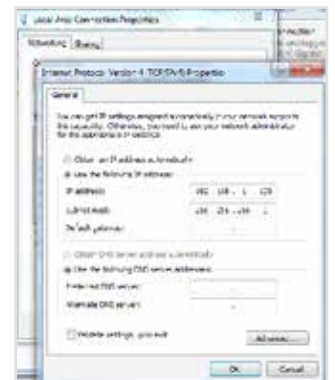 Local Area Connection Properties
Networking Sharing
Internet Protocol Version 4 (TCP/IPv4) Properties
General
You can get IP settings assigned automatically if your network supports
this capability. Otherwise, you need to ask your network administrator
for the appropriate IP settings.
Obtain an IP address automatically
Use the following IP address:
IP address:
Subnet mask:
Default gateway:
Obtain DNS server address automatically
Use the following DNS server addresses:
Preferred DNS server:
Alternate DNS server:
Validate settings upon exit
Advanced...
OK Cancel